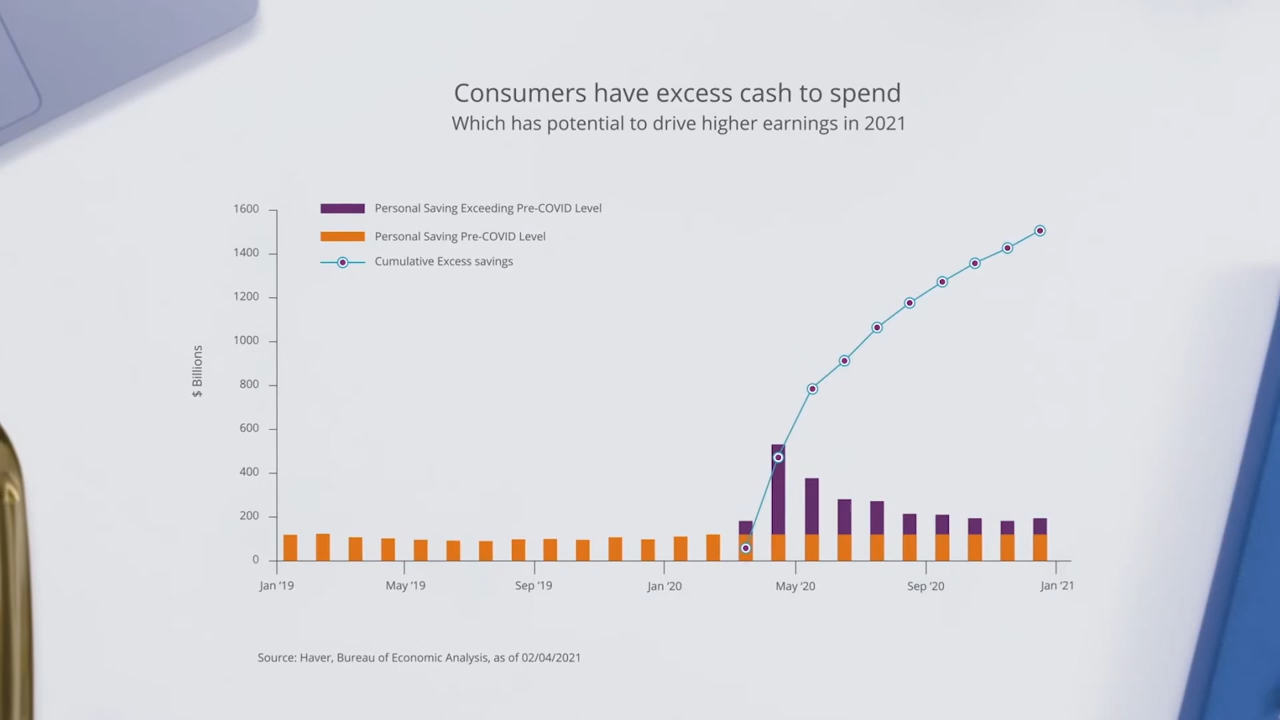 Consumers have excess cash to spend
Which has potential to drive higher earnings in 2021
Personal Saving Exceeding Pre-COVID Level
Personal Saving Pre-COVID Level
Cumulative Excess savings
$ Billions
1600
1400
1200
1000
800
600
400
200
0
Jan ‘19 May ‘19 Sep ‘19 Jan ‘20 May ‘20 Sep ‘20 Jan ‘21
Source: Haver, Bureau of Economic Analysis, as of 02/04/2021